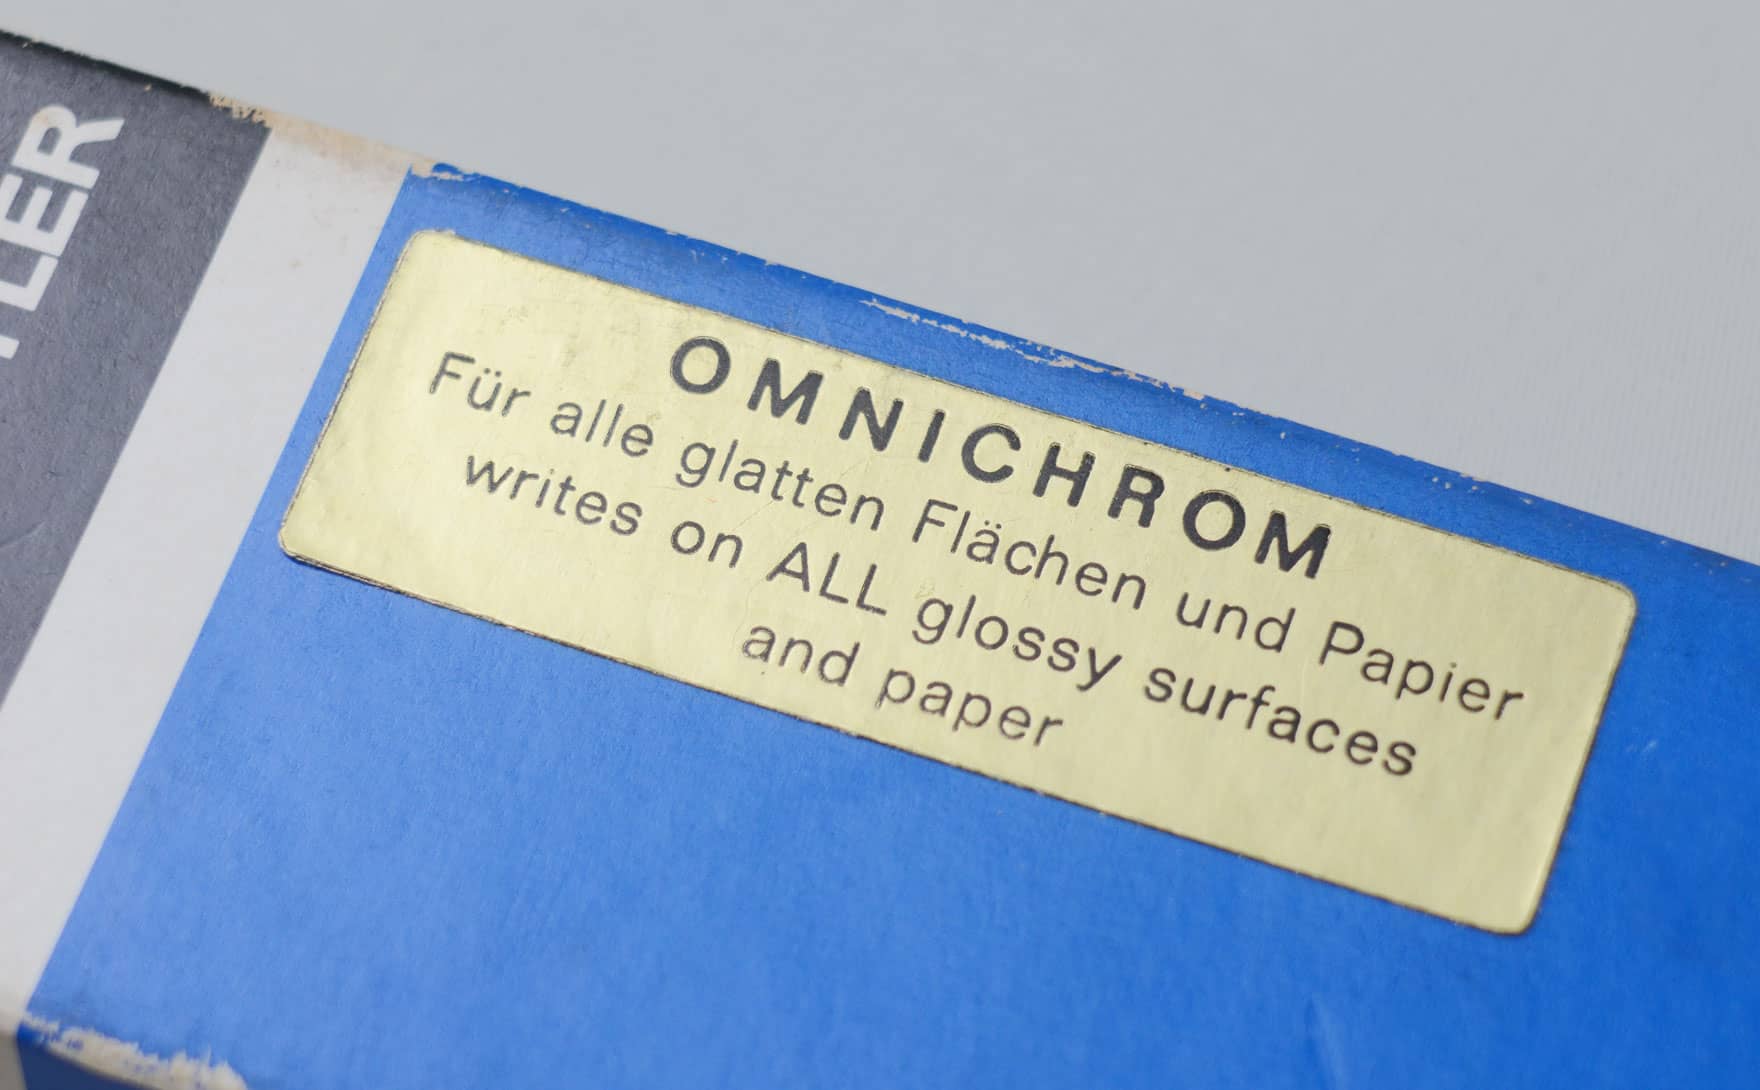 TLER
OMNICHROM
Für alle glatten Flächen und Papier
writes on ALL glossy surfaces
and paper